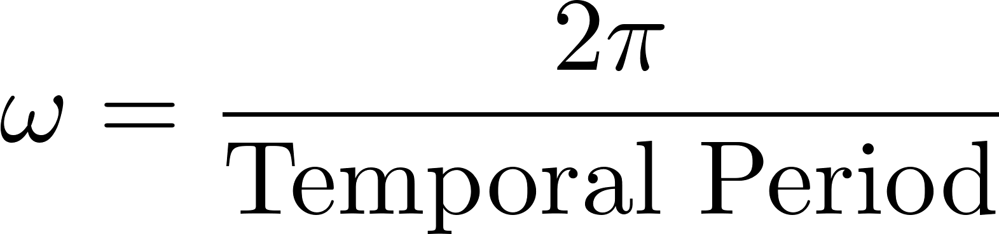 ω = 2π / Temporal Period